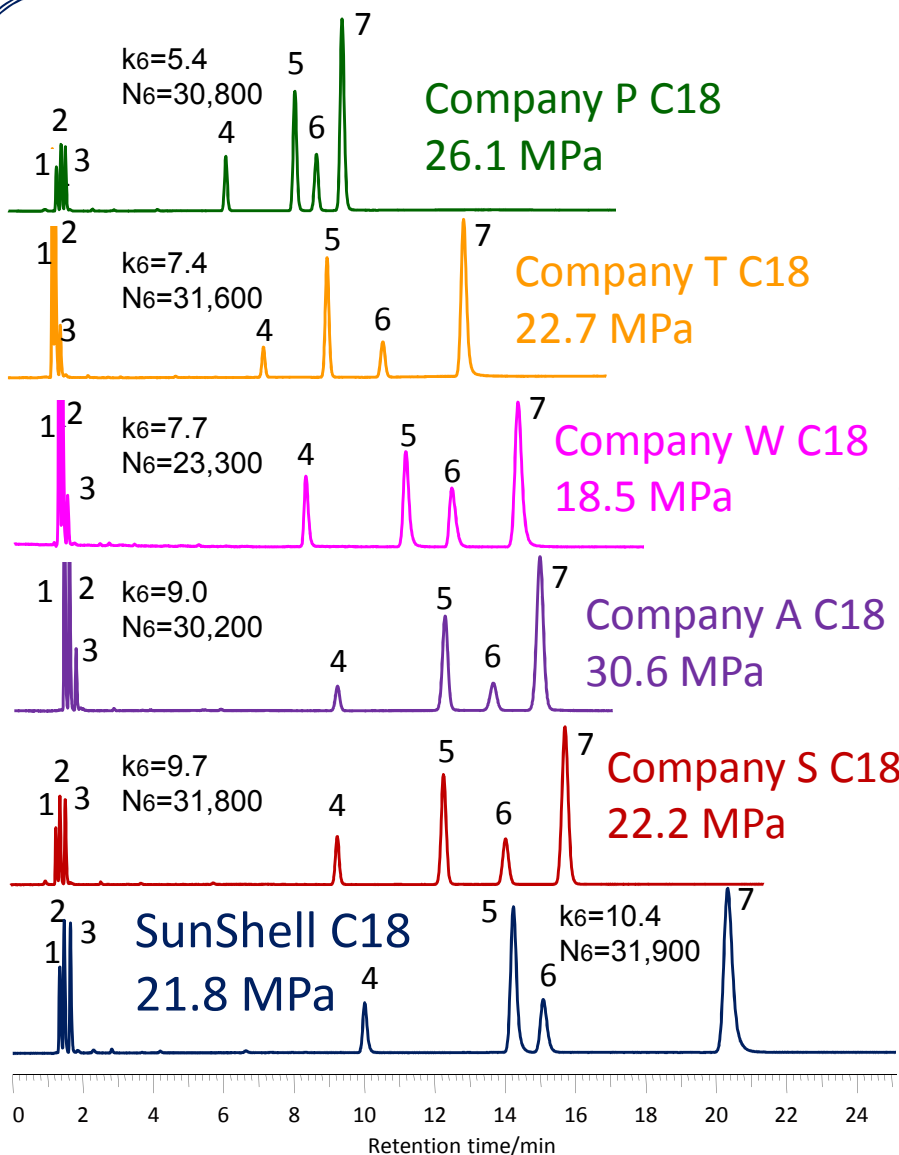 7
k6=5.4
N6=30,800
5
Company P C18
26.1 MPa
2
4
6
1
3
2
7
1
k6=7.4
N6=31,600
5
Company T C18
22.7 MPa
3
4
6
1
2
k6=7.7
N6=23,300
7
Company W C18
18.5 MPa
4
5
6
3
1
2
k6=9.0
N6=30,200
7
5
Company A C18
30.6 MPa
3
4
6
2
k6=9.7
N6=31,800
7
5
Company S C18
22.2 MPa
1
3
4
6
2
3
SunShell C18
21.8 MPa
5
k6=10.4
N6=31,900
7
1
4
6
0 2 4 6 8 10 12 14 16 18 20 22 24
Retention time/min